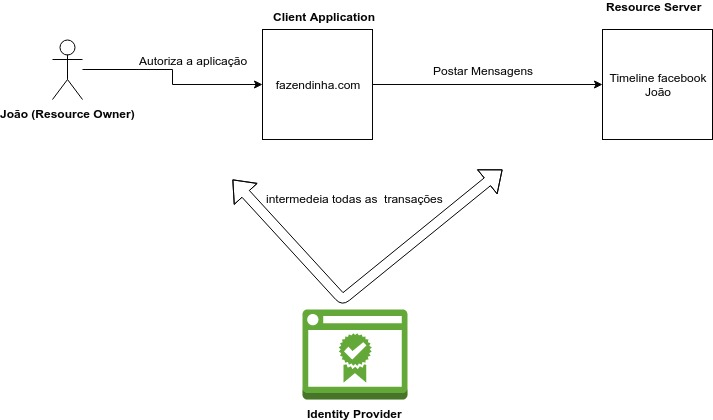 Resource Server
Client Application
Autoriza a aplicação
Postar Mensagens
fazendinha.com
Timeline facebook
João
João (Resource Owner)
intermedeia todas as  transações
Identity Provider